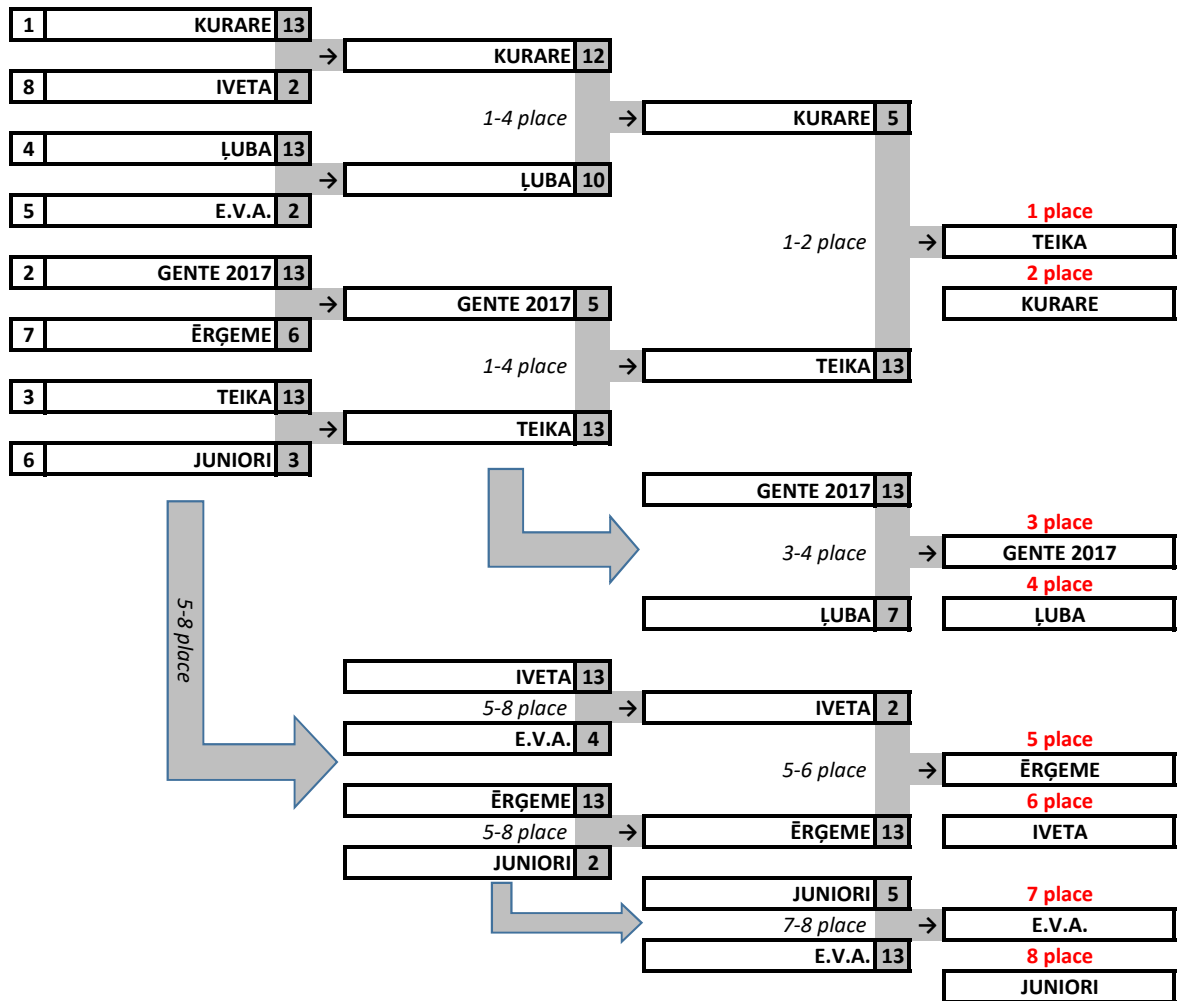 1 KURARE 13
→ KURARE 12
8 IVETA 2
1-4 place → KURARE 5
4 ĻUBA 13
→ ĻUBA 10
5 E.V.A. 2
1 place
1-2 place → TEIKA
2 GENTE 2017 13
2 place
→ GENTE 2017 5
KURARE
7 ĒRĢEME 6
1-4 place → TEIKA 13
3 TEIKA 13
→ TEIKA 13
6 JUNIORI 3
GENTE 2017 13
3 place
3-4 place → GENTE 2017
4 place
ĻUBA 7
ĻUBA
5-8 place
IVETA 13
5-8 place → IVETA 2
E.V.A. 4
5 place
5-6 place → ĒRĢEME
ĒRĢEME 13
6 place
5-8 place → ĒRĢEME 13
IVETA
JUNIORI 2
JUNIORI 5
7 place
7-8 place → E.V.A.
E.V.A. 13
8 place
JUNIORI